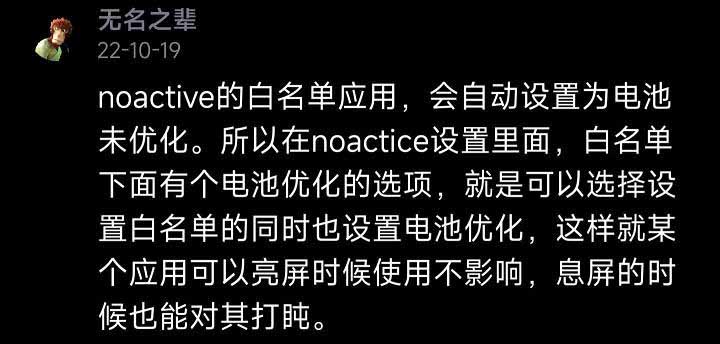 无名之辈
22-10-19
noactive的白名单应用，会自动设置为电池
未优化。所以在noactice设置里面，白名单
下面有个电池优化的选项，就是可以选择设
置白名单的同时也设置电池优化，这样就某
个应用可以亮屏时候使用不影响，息屏的时
候也能对其打盹。